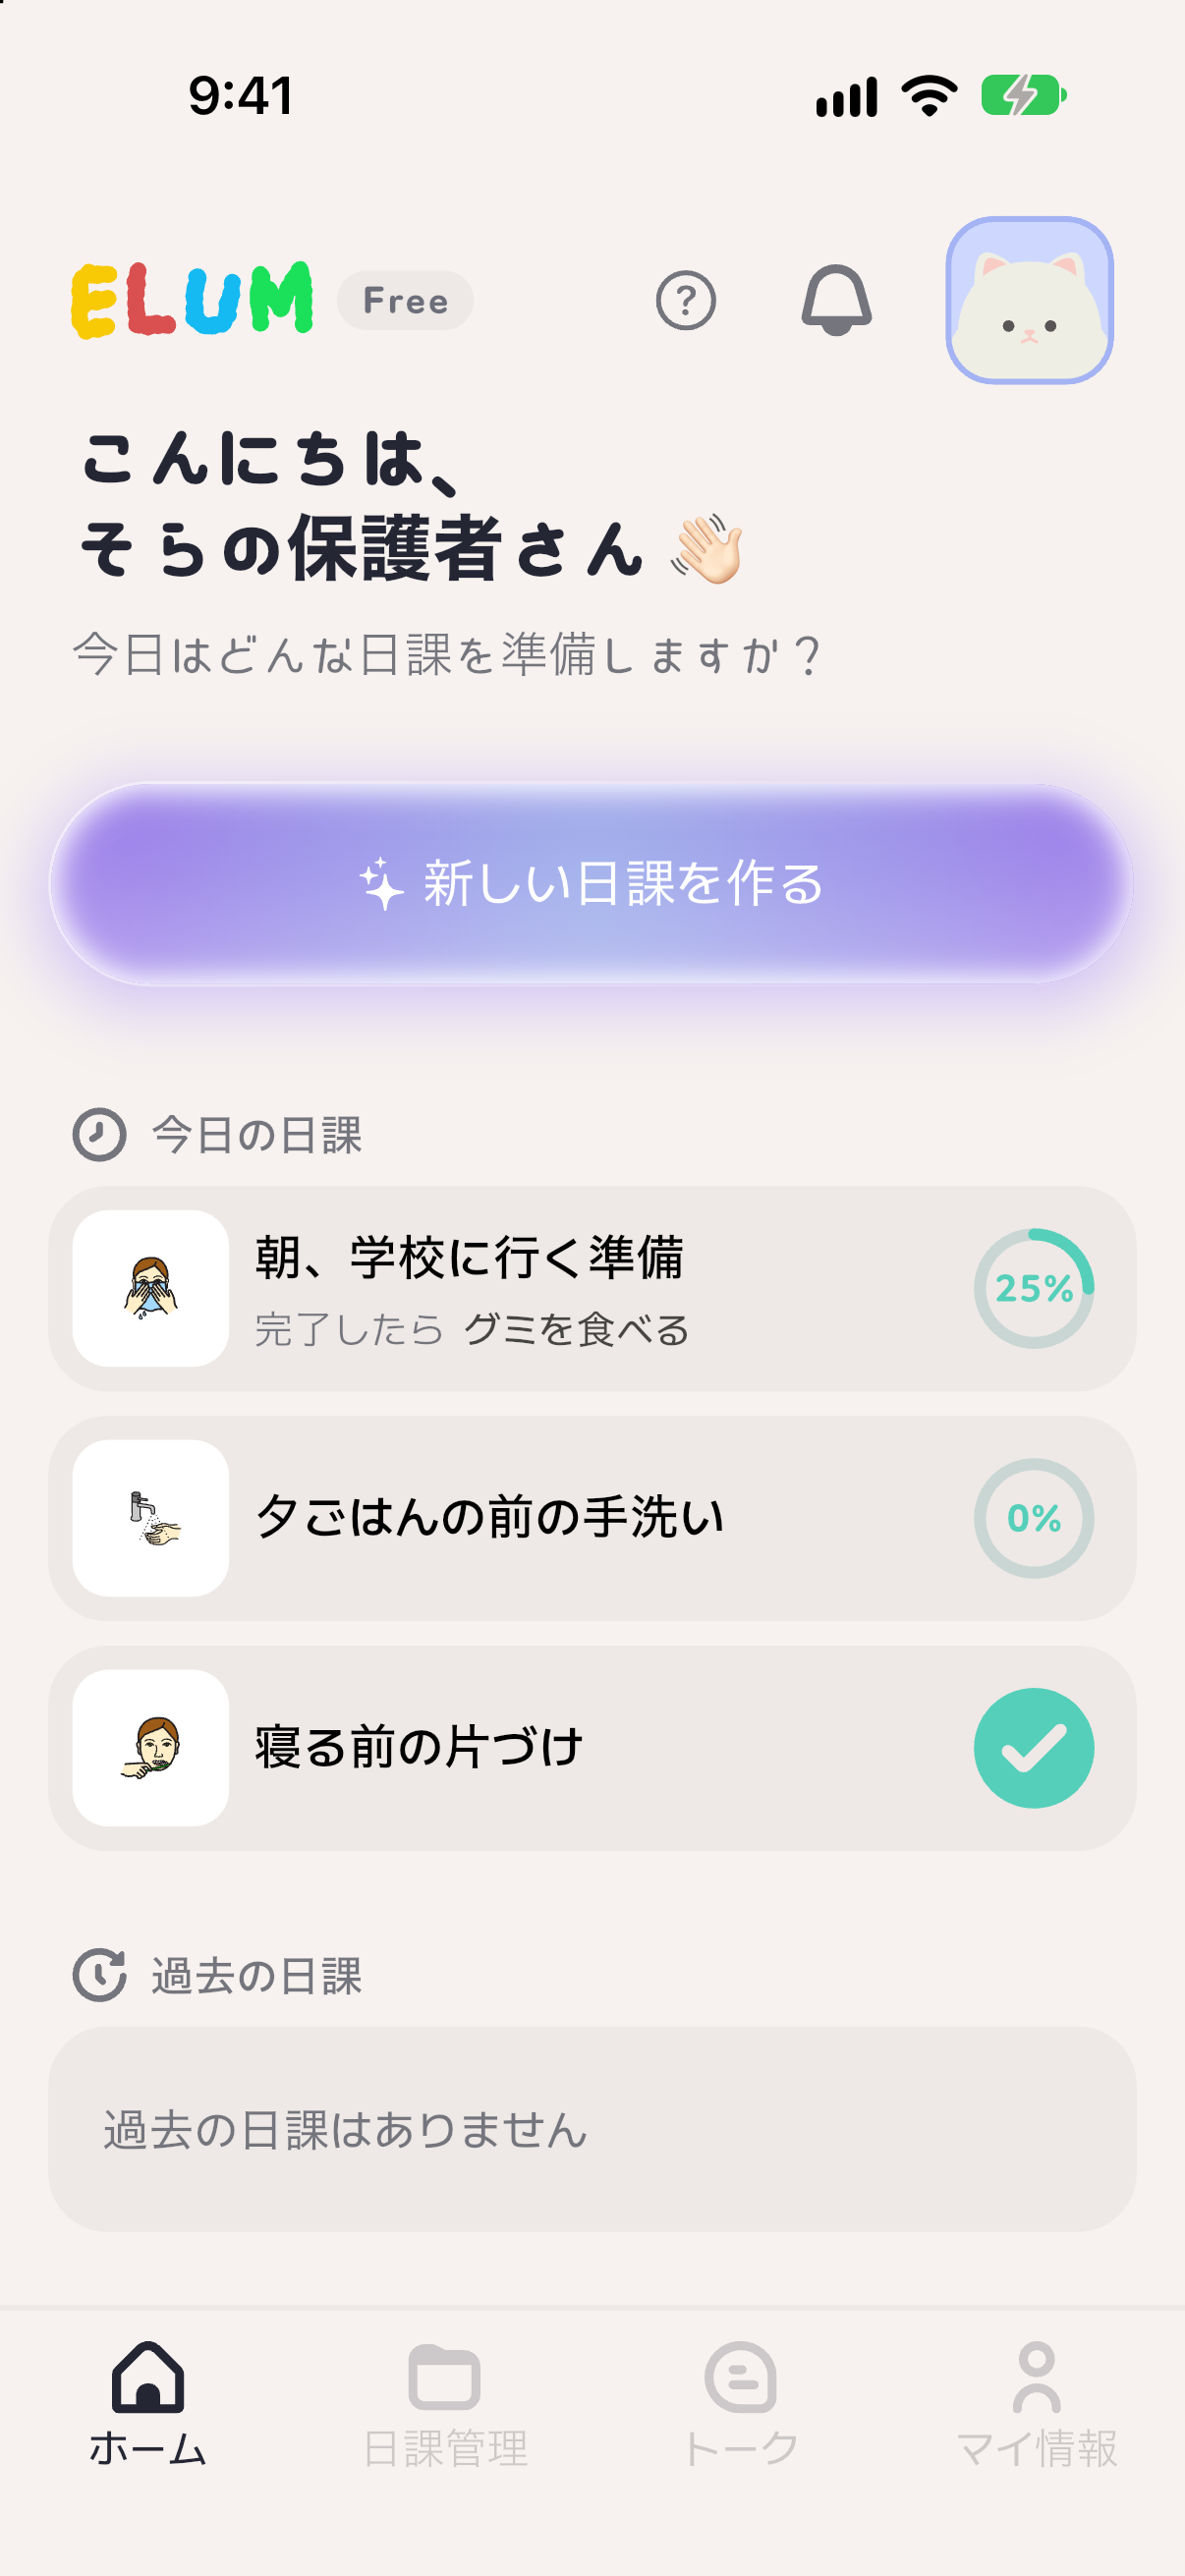 9:41
ELUM Free
こんにちは、
そらの保護者さん 👋🏻
今日はどんな日課を準備しますか？
新しい日課を作る
今日の日課
朝、学校に行く準備
完了したら グミを食べる
25%
夕ごはんの前の手洗い
0%
寝る前の片づけ
過去の日課
過去の日課はありません
ホーム 日課管理 トーク マイ情報